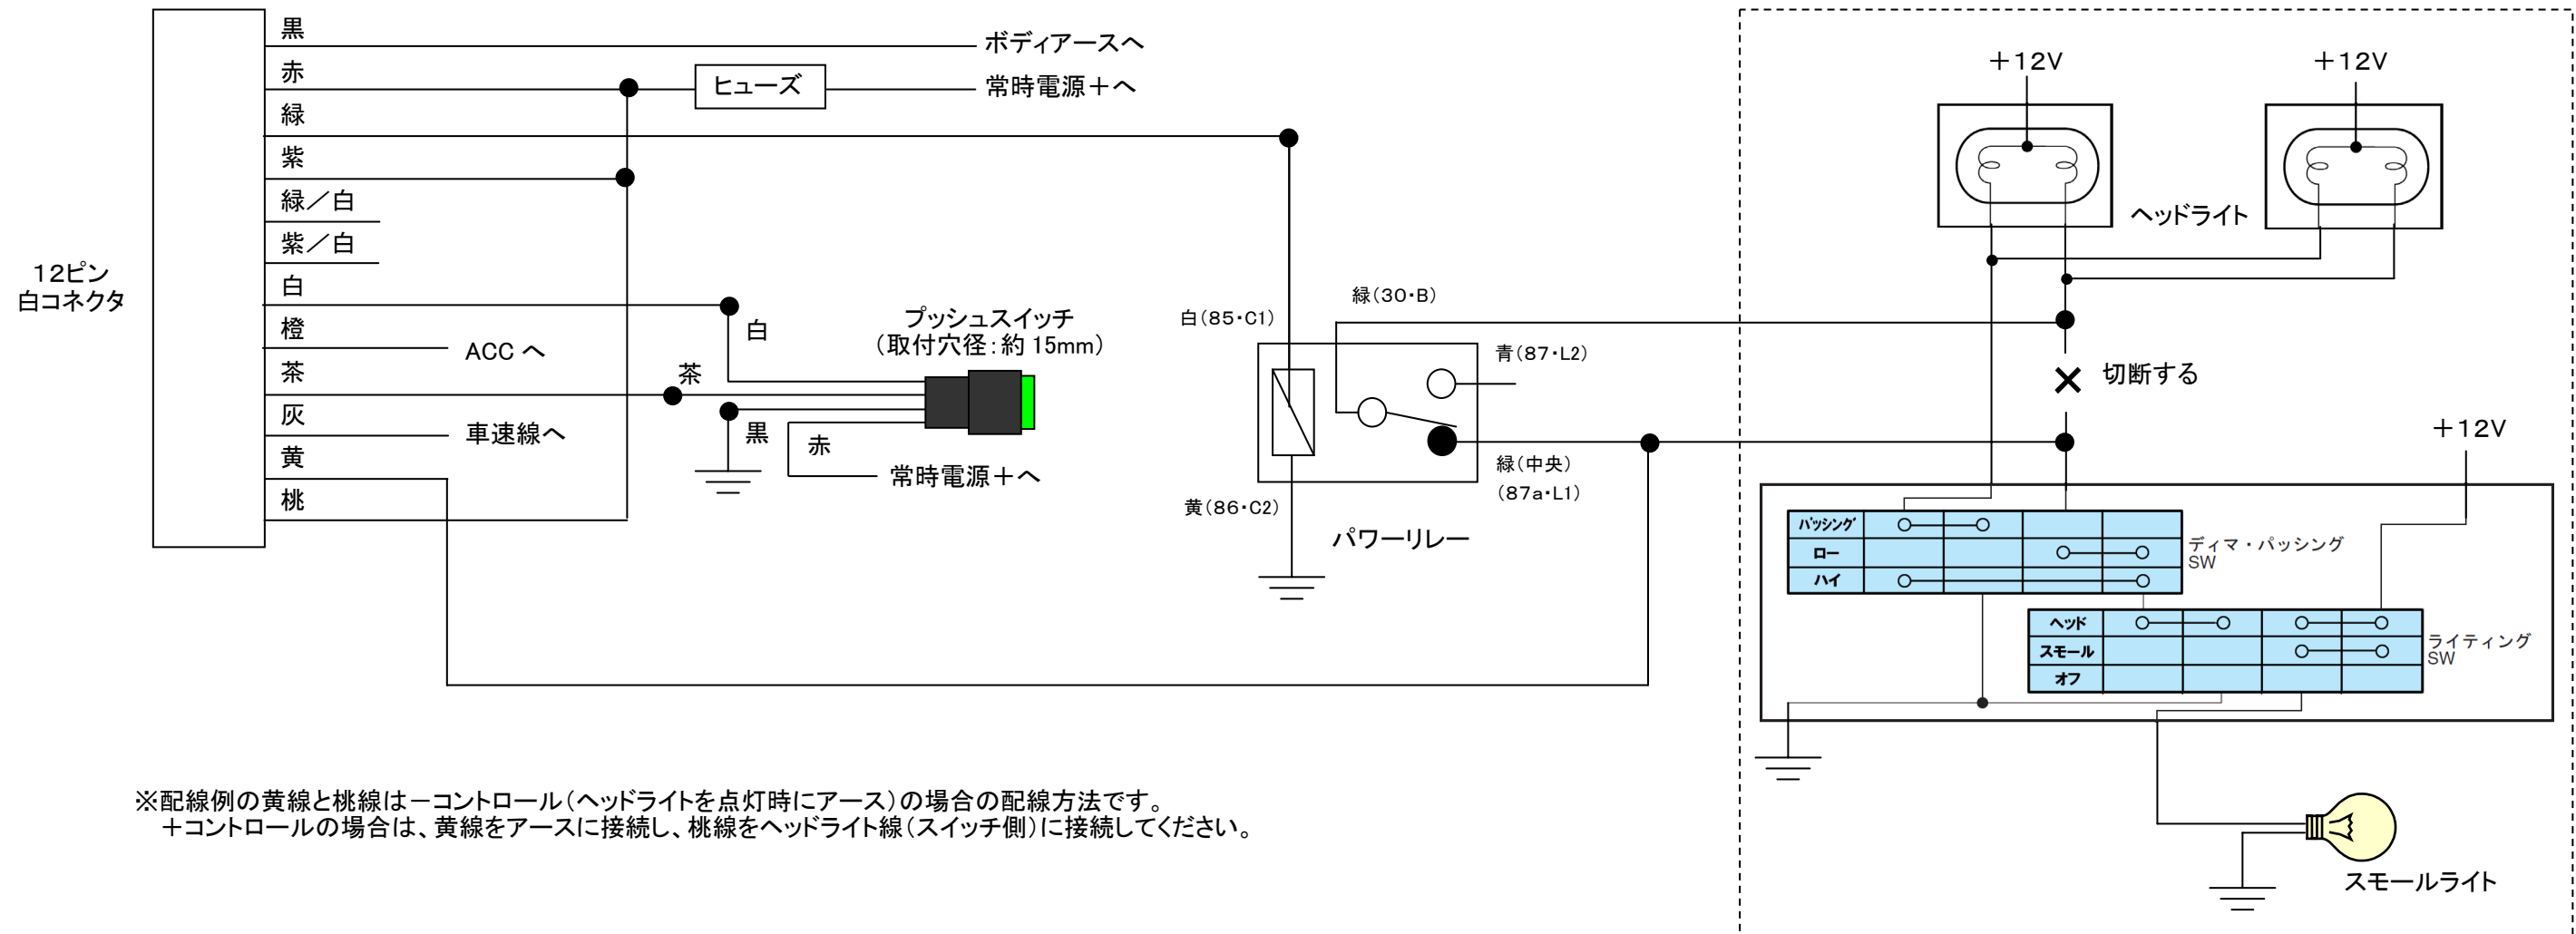 黒
ボディアースへ
赤
ヒューズ
常時電源＋へ
緑
紫
緑／白
紫／白
白
橙
ACC へ
茶
灰
車速線へ
黄
桃
12ピン
白コネクタ
白
茶
黒
赤
常時電源＋へ
プッシュスイッチ
（取付穴径：約 15mm）
白（85・C1）
緑（30・B）
青（87・L2）
緑（中央）
（87a・L1）
黄（86・C2）
パワーリレー
＋12V
＋12V
ヘッドライト
切断する
＋12V
パッシング
ロー
ハイ
ディマ・パッシング
SW
ヘッド
スモール
オフ
ライティング
SW
スモールライト
※配線例の黄線と桃線は－コントロール（ヘッドライトを点灯時にアース）の場合の配線方法です。
＋コントロールの場合は、黄線をアースに接続し、桃線をヘッドライト線（スイッチ側）に接続してください。